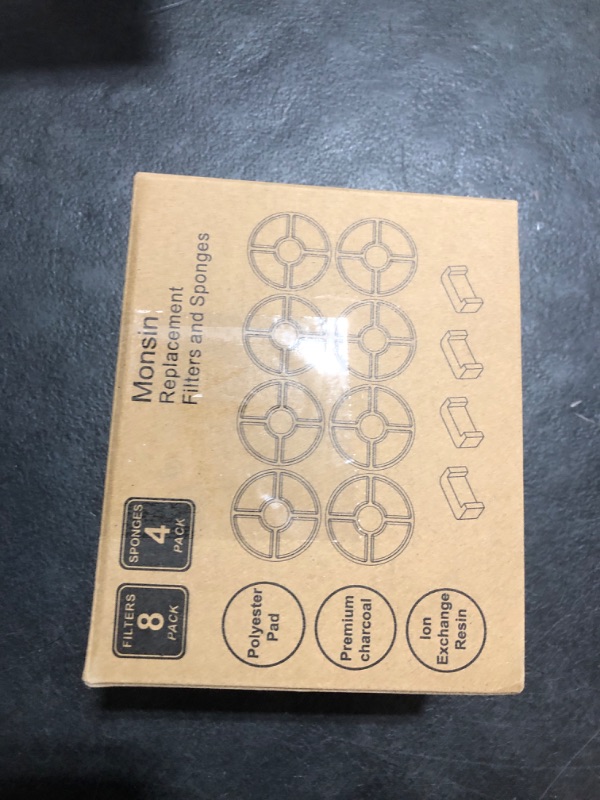 FILTERS
8
PACK
SPONGES
4
PACK
Monsin
Replacement
Filters and Sponges
Polyester
Pad
Premium
charcoal
Ion
Exchange
Resin